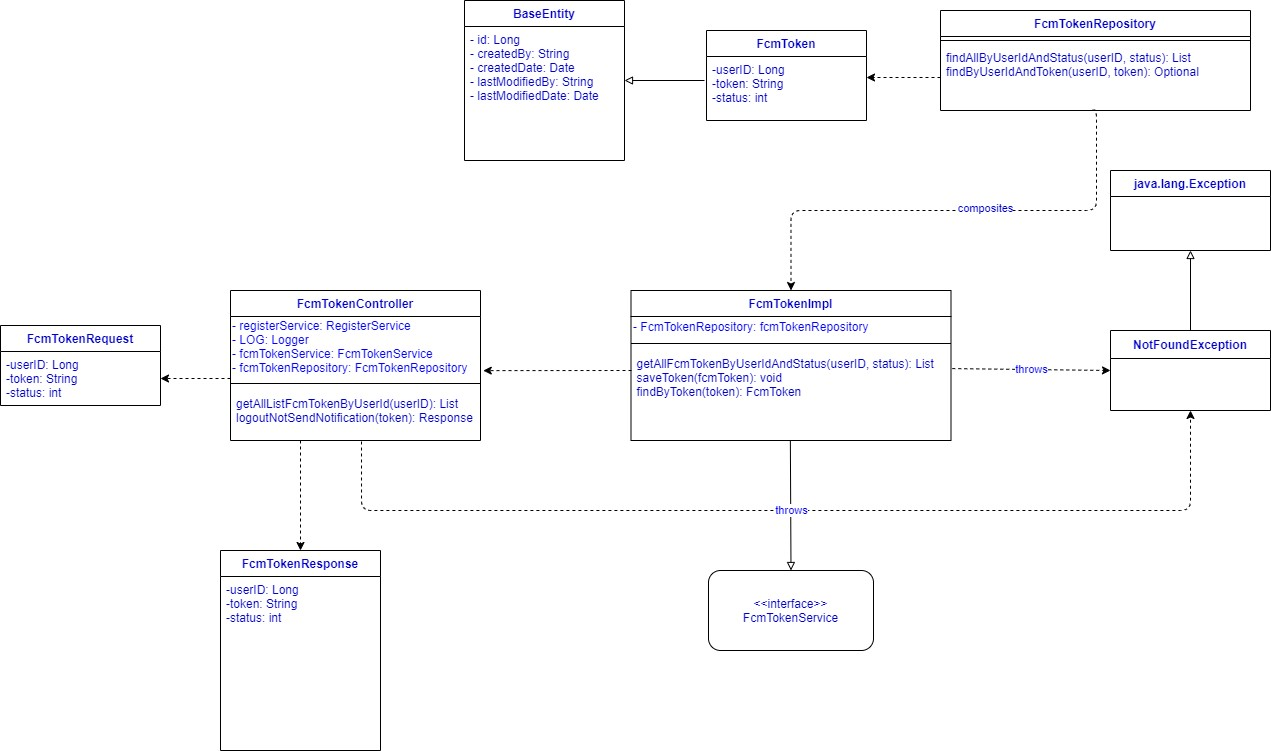 BaseEntity
- id: Long
- createdBy: String
- createdDate: Date
- lastModifiedBy: String
- lastModifiedDate: Date
FcmToken
-userID: Long
-token: String
-status: int
FcmTokenRepository
findAllByUserIdAndStatus(userID, status): List
findByUserIdAndToken(userID, token): Optional
java.lang.Exception
composites
FcmTokenRequest
-userID: Long
-token: String
-status: int
FcmTokenController
- registerService: RegisterService
- LOG: Logger
- fcmTokenService: FcmTokenService
- fcmTokenRepository: FcmTokenRepository
getAllListFcmTokenByUserId(userID): List
logoutNotSendNotification(token): Response
FcmTokenImpl
- FcmTokenRepository: fcmTokenRepository
getAllFcmTokenByUserIdAndStatus(userID, status): List
saveToken(fcmToken): void
findByToken(token): FcmToken
throws
NotFoundException
throws
FcmTokenResponse
-userID: Long
-token: String
-status: int
<<interface>>
FcmTokenService